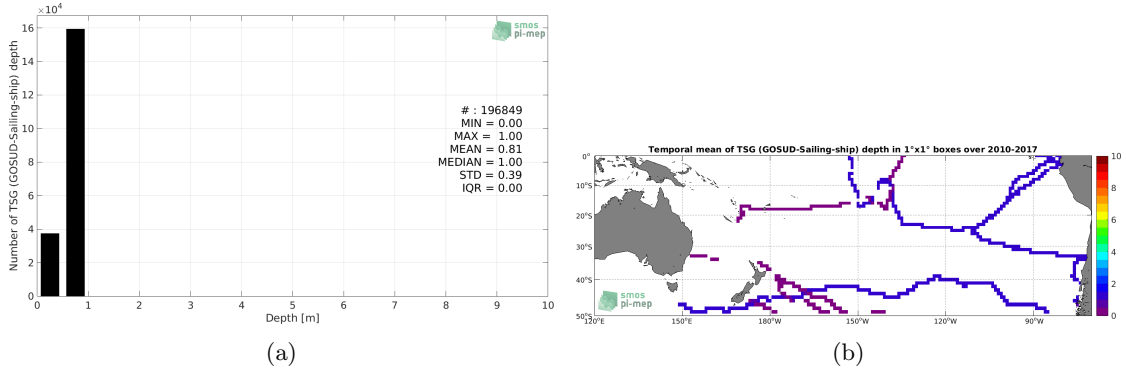 ×10⁴
16
14
12
10
8
6
4
2
0
Number of TSG (GOSUD-Sailing-ship) depth
smos
pi-mep
# : 196849
MIN = 0.00
MAX = 1.00
MEAN = 0.81
MEDIAN = 1.00
STD = 0.39
IQR = 0.00
0 1 2 3 4 5 6 7 8 9 10
Depth [m]
(a)
Temporal mean of TSG (GOSUD-Sailing-ship) depth in 1°x1° boxes over 2010-2017
0°
10°S
20°S
30°S
40°S
50°S
120°E 150°E 180°W 150°W 120°W 90°W
10
8
6
4
2
0
smos
pi-mep
(b)